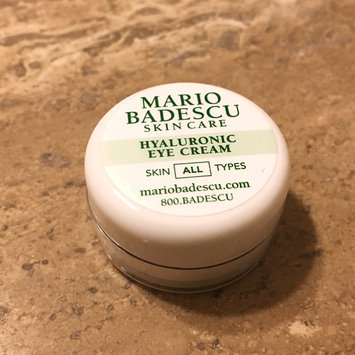 MARIO
BADESCU
SKIN CARE
HYALURONIC
EYE CREAM
SKIN ALL TYPES
mariobadescu.com
800.BADESCU